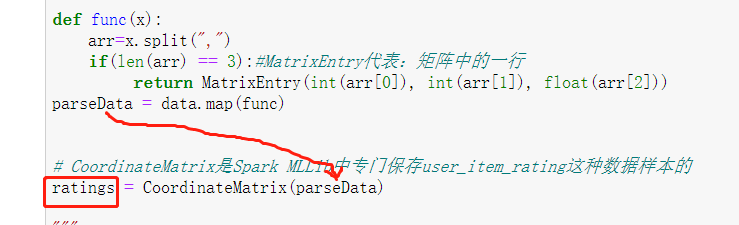 def func(x):
arr=x.split(",")
if(len(arr) == 3):#MatrixEntry代表：矩阵中的一行
return MatrixEntry(int(arr[0]), int(arr[1]), float(arr[2]))
parseData = data.map(func)
# CoordinateMatrix是Spark MLLib中专门保存user_item_rating这种数据样本的
ratings = CoordinateMatrix(parseData)
"""